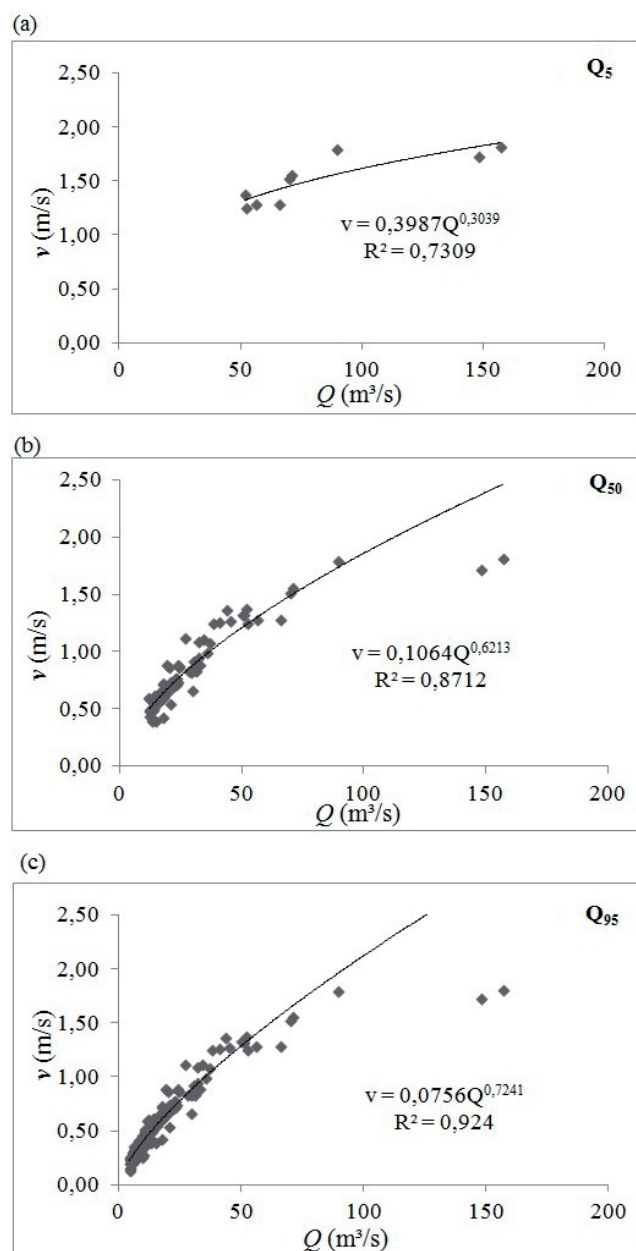 (a)
Q₅
2,50
2,00
1,50
1,00
0,50
0,00
v (m/s)
v = 0,3987Q^0,3039
R² = 0,7309
0 50 100 150 200
Q (m³/s)
(b)
Q₅₀
2,50
2,00
1,50
1,00
0,50
0,00
v (m/s)
v = 0,1064Q^0,6213
R² = 0,8712
0 50 100 150 200
Q (m³/s)
(c)
Q₉₅
2,50
2,00
1,50
1,00
0,50
0,00
v (m/s)
v = 0,0756Q^0,7241
R² = 0,924
0 50 100 150 200
Q (m³/s)